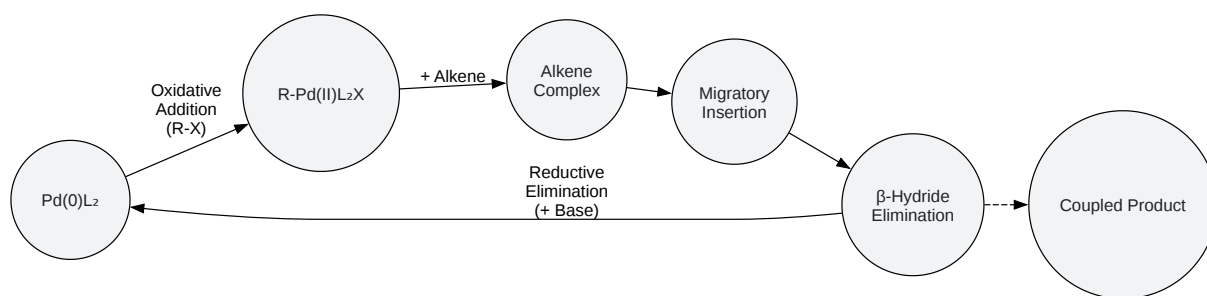 Pd(0)L₂
Oxidative
Addition
(R-X)
R-Pd(II)L₂X
+ Alkene
Alkene
Complex
Migratory
Insertion
Reductive
Elimination
(+ Base)
β-Hydride
Elimination
Coupled Product